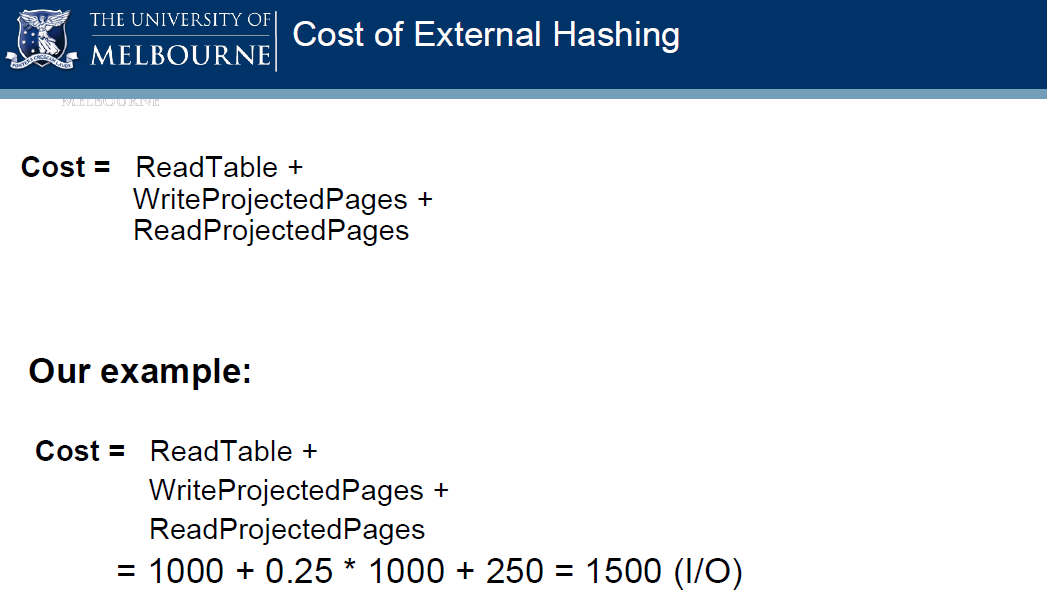 THE UNIVERSITY OF
MELBOURNE
Cost of External Hashing
MELBOURNE
Cost = ReadTable +
WriteProjectedPages +
ReadProjectedPages
Our example:
Cost = ReadTable +
WriteProjectedPages +
ReadProjectedPages
= 1000 + 0.25 * 1000 + 250 = 1500 (I/O)